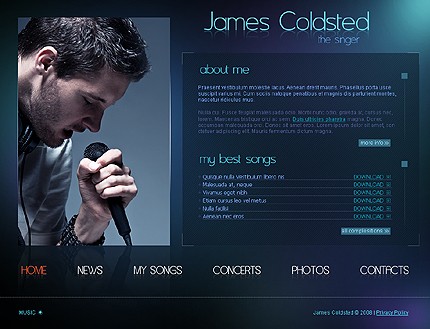 James Coldsted
the singer
about me
Praesent vestibulum molestie lacus. Aenean nonummy hendrerit mauris. Phasellus porta
suscipit varius mi. Cum sociis natoque penatibus et magnis dis parturient montes,
nascetur ridiculus mus.
Nulla dui. Fusce feugiat malesuada odio. Morbi nunc odio, gravida at, cursus nec,
luctus a, lorem. Maecenas tristique orci ac sem. Duis ultricies pharetra magna. Donec
accumsan malesuada orci. Donec sit amet eros. Lorem ipsum dolor sit amet, con
stetuer adipiscing elit. Mauris fermentum dictum magna.
more info
my best songs
Quisque nulla vestibulum libero nis DOWNLOAD
Malesuada at, neque DOWNLOAD
Vivamus eget nibh DOWNLOAD
Etiam cursus leo vel metus DOWNLOAD
Nulla facilisi DOWNLOAD
Aenean nec eros DOWNLOAD
all compositions
HOME NEWS MY SONGS CONCERTS PHOTOS CONTACTS
MUSIC James Coldsted © 2008 | Privacy Policy